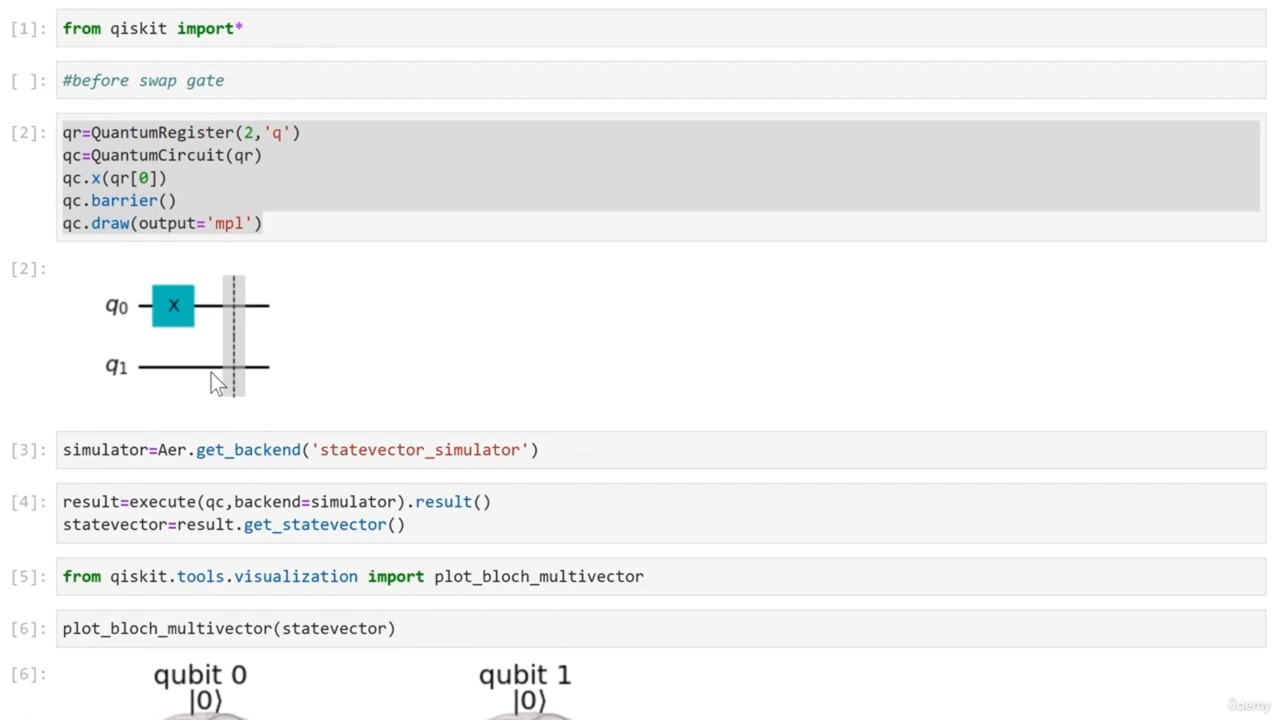 [1]: from qiskit import*
[ ]: #before swap gate
[2]: qr=QuantumRegister(2,'q')
qc=QuantumCircuit(qr)
qc.x(qr[0])
qc.barrier()
qc.draw(output='mpl')
[2]:
q0 X
q1
[3]: simulator=Aer.get_backend('statevector_simulator')
[4]: result=execute(qc,backend=simulator).result()
statevector=result.get_statevector()
[5]: from qiskit.tools.visualization import plot_bloch_multivector
[6]: plot_bloch_multivector(statevector)
[6]: qubit 0 qubit 1
|0⟩ |0⟩
ûdemy